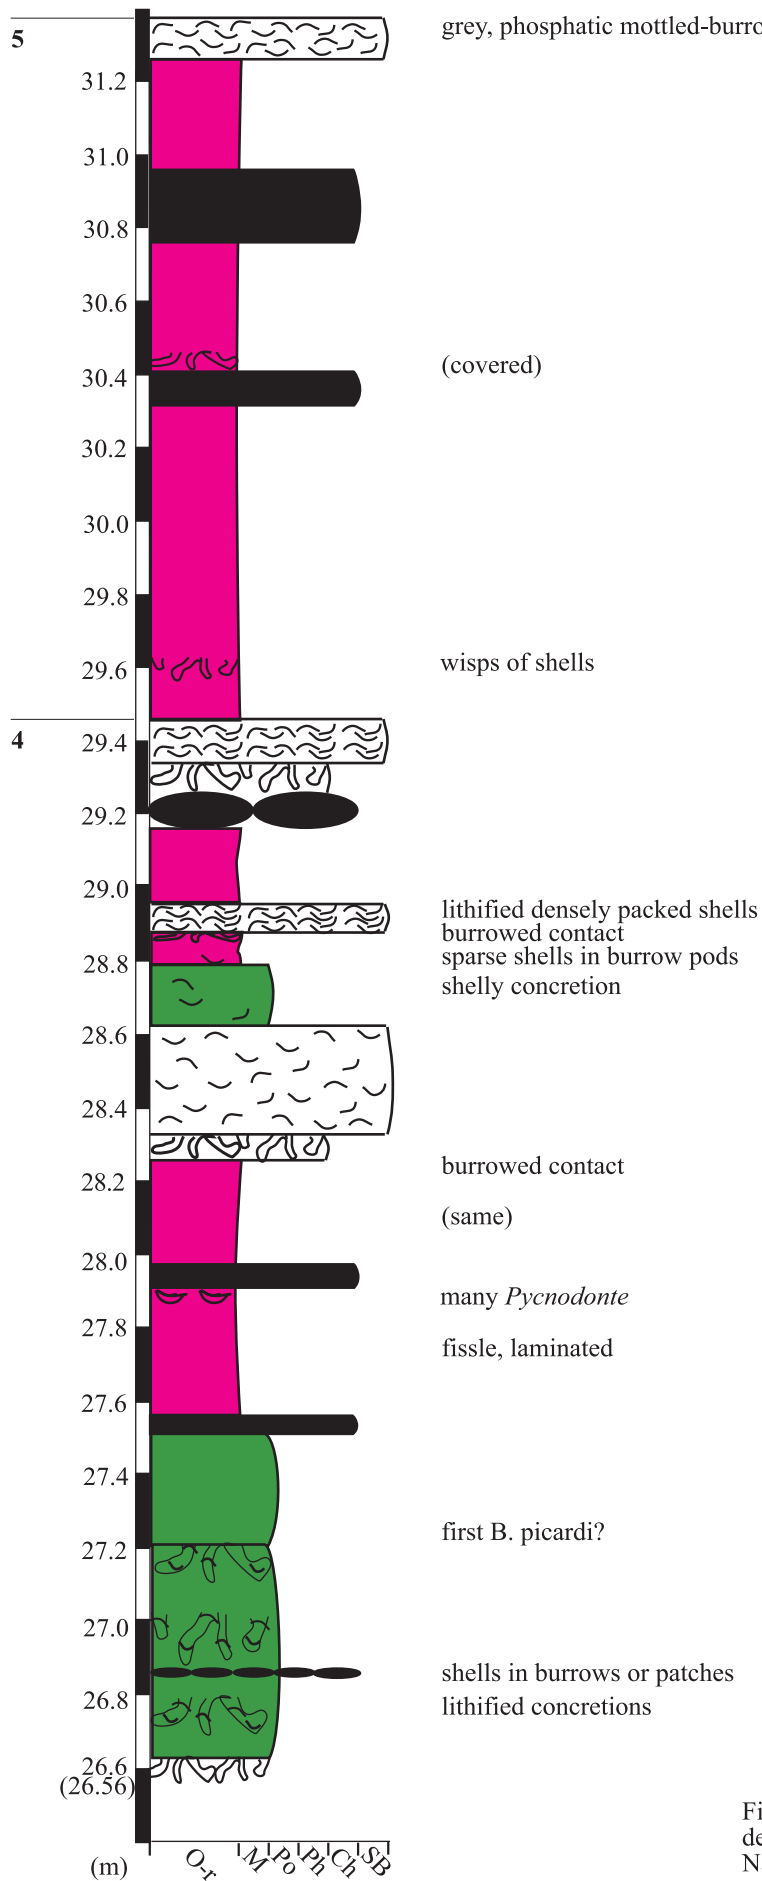 5
grey, phosphatic mottled-burro
31.2
31.0
30.8
30.6
(covered)
30.4
30.2
30.0
29.8
wisps of shells
29.6
4
29.4
29.2
29.0
lithified densely packed shells
burrowed contact
sparse shells in burrow pods
28.8
shelly concretion
28.6
28.4
burrowed contact
28.2
(same)
28.0
many Pycnodonte
27.8
fissle, laminated
27.6
27.4
first B. picardi?
27.2
27.0
shells in burrows or patches
26.8
lithified concretions
26.6
(26.56)
Fi
de
N
(m)
O-r M Po Ph Ch SB